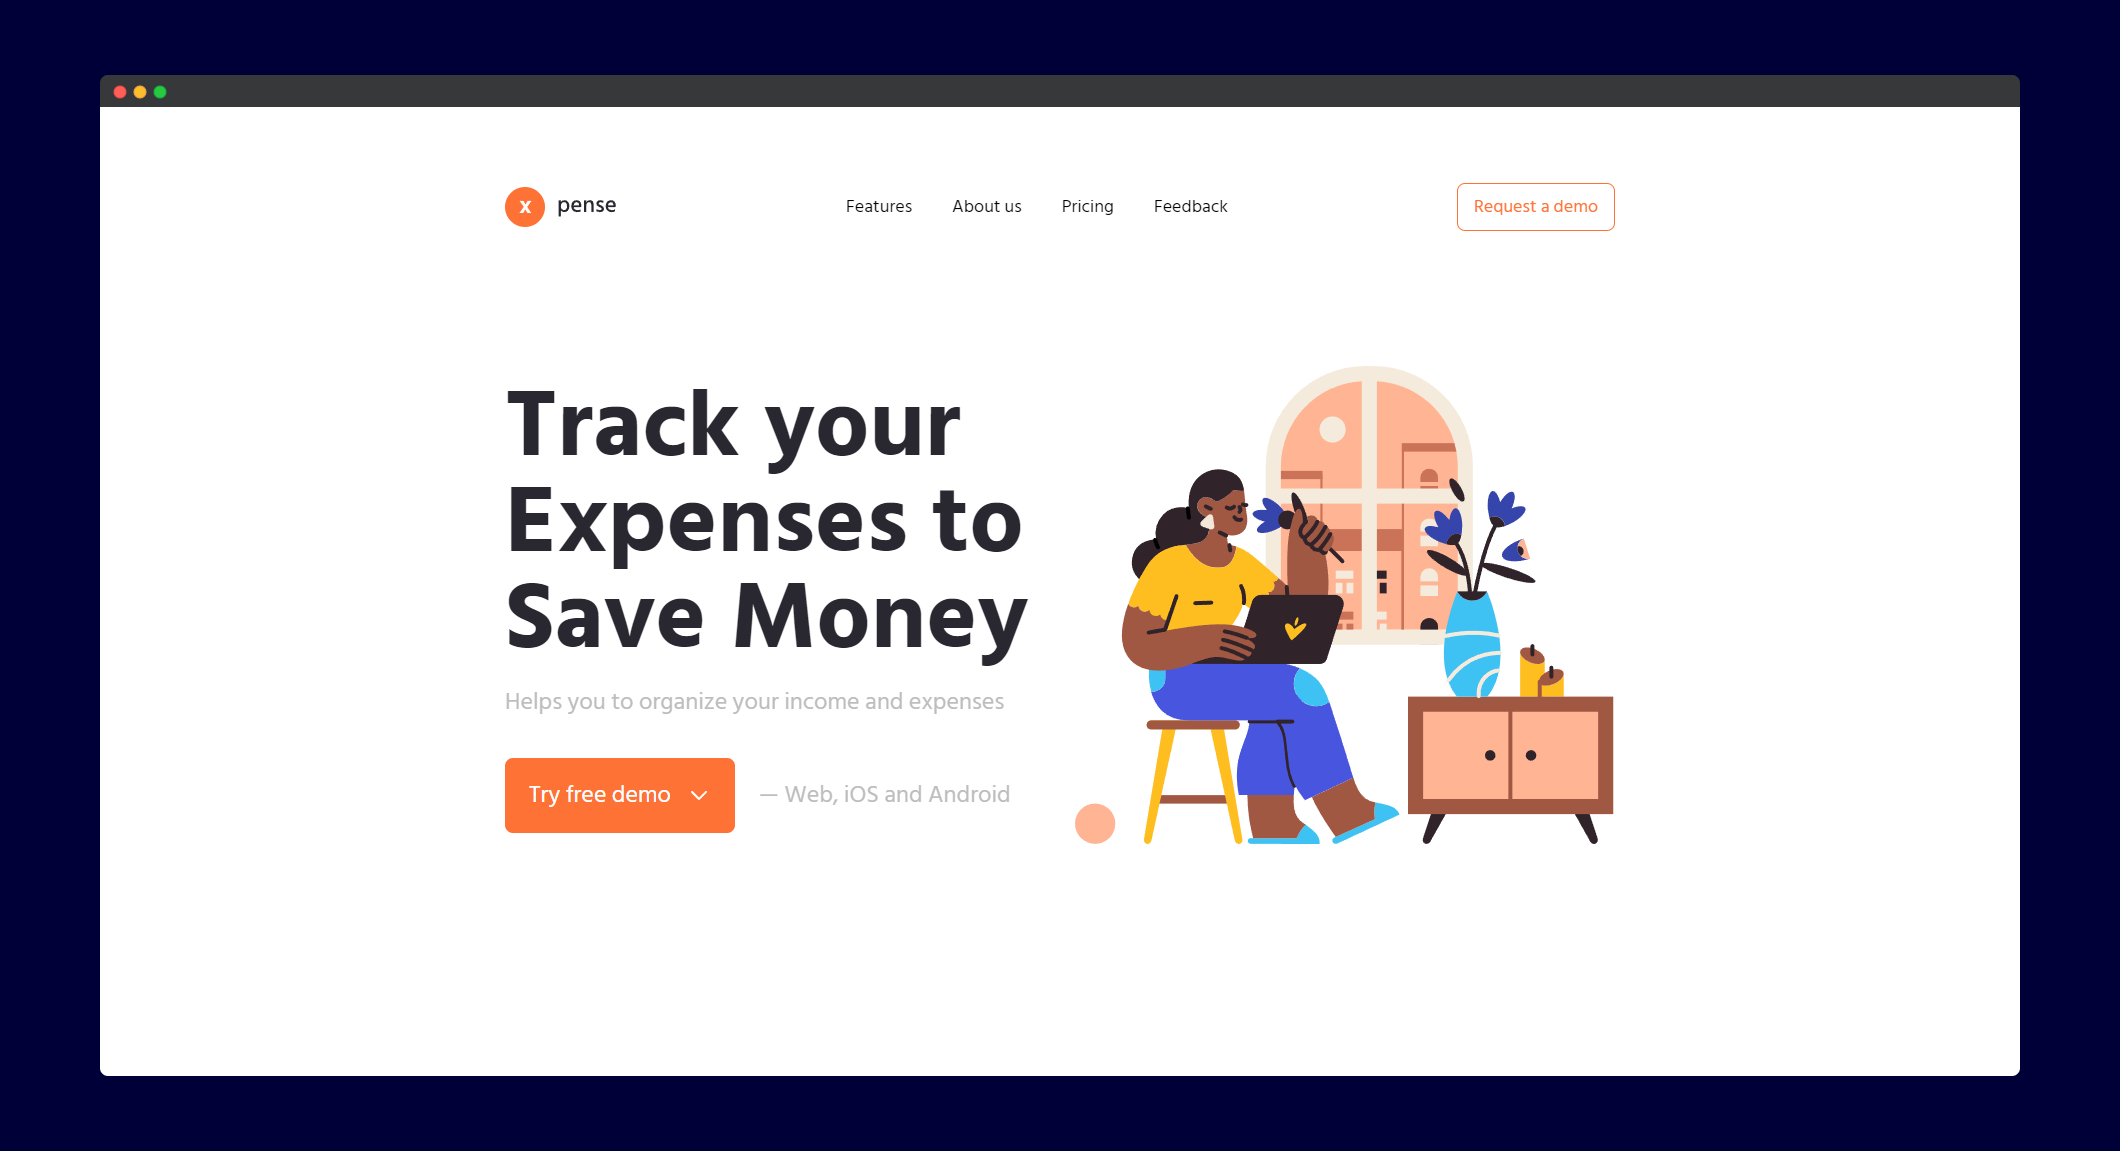 x pense
Features
About us
Pricing
Feedback
Request a demo
Track your
Expenses to
Save Money
Helps you to organize your income and expenses
Try free demo
— Web, iOS and Android